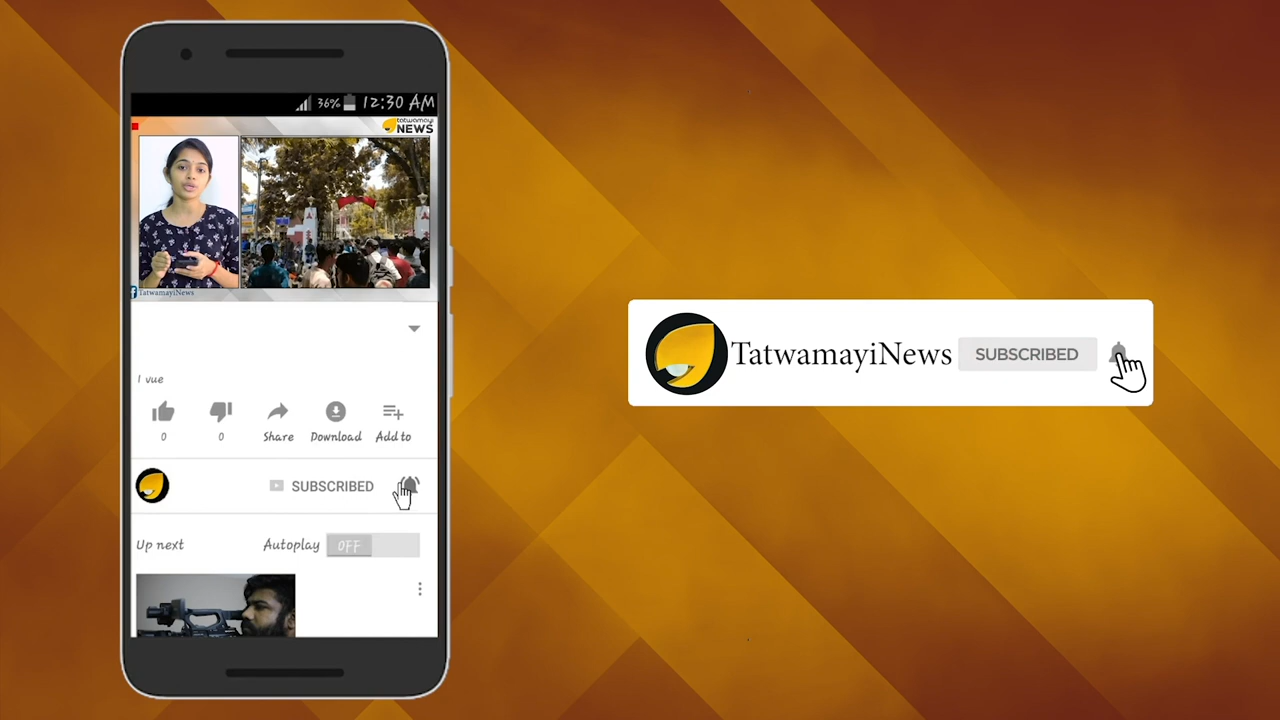 36% 12:30 AM
tatwamayi
NEWS
TatwamayiNews
1 vue
0 0 Share Download Add to
SUBSCRIBED
Up next Autoplay OFF
TatwamayiNews SUBSCRIBED